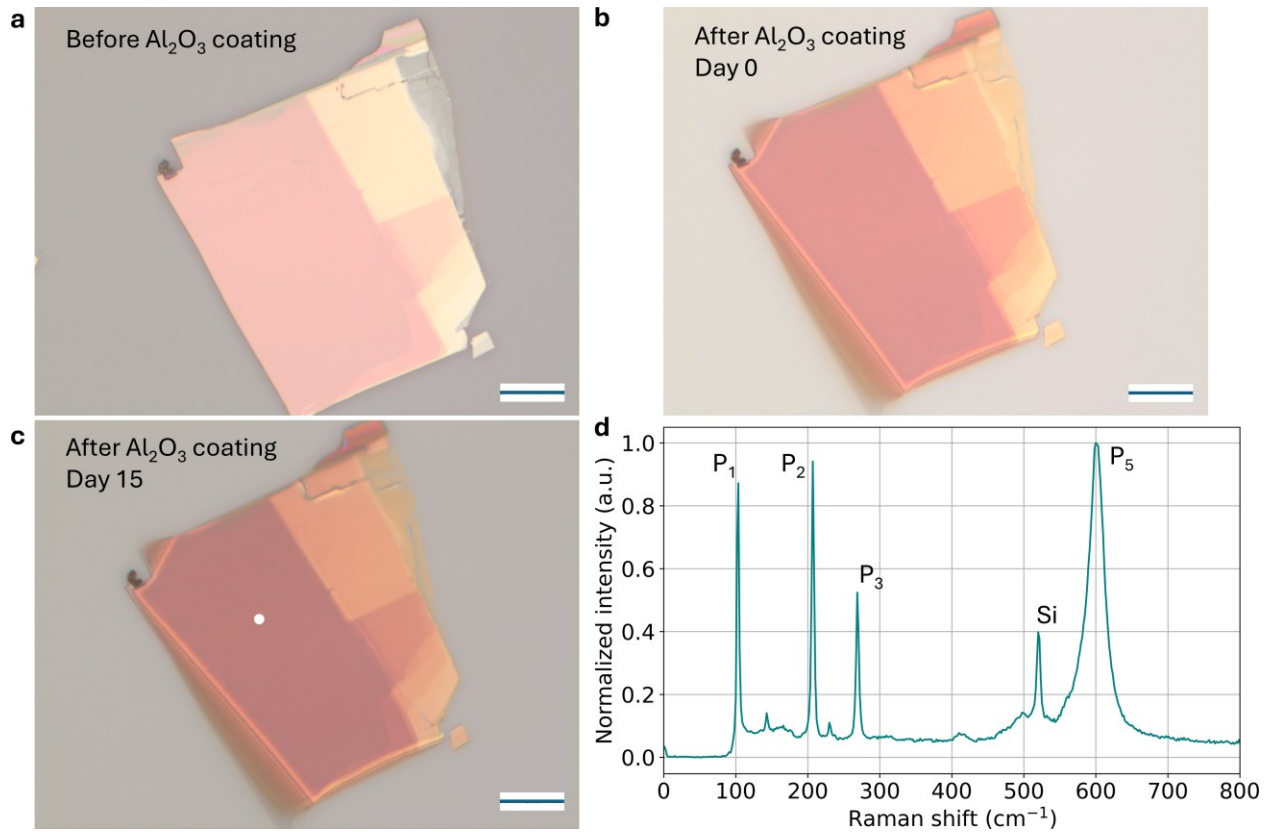 a
Before Al₂O₃ coating
b
After Al₂O₃ coating
Day 0
c
After Al₂O₃ coating
Day 15
d
P₁
P₂
P₃
Si
P₅
Normalized intensity (a.u.)
1.0
0.8
0.6
0.4
0.2
0.0
0 100 200 300 400 500 600 700 800
Raman shift (cm⁻¹)